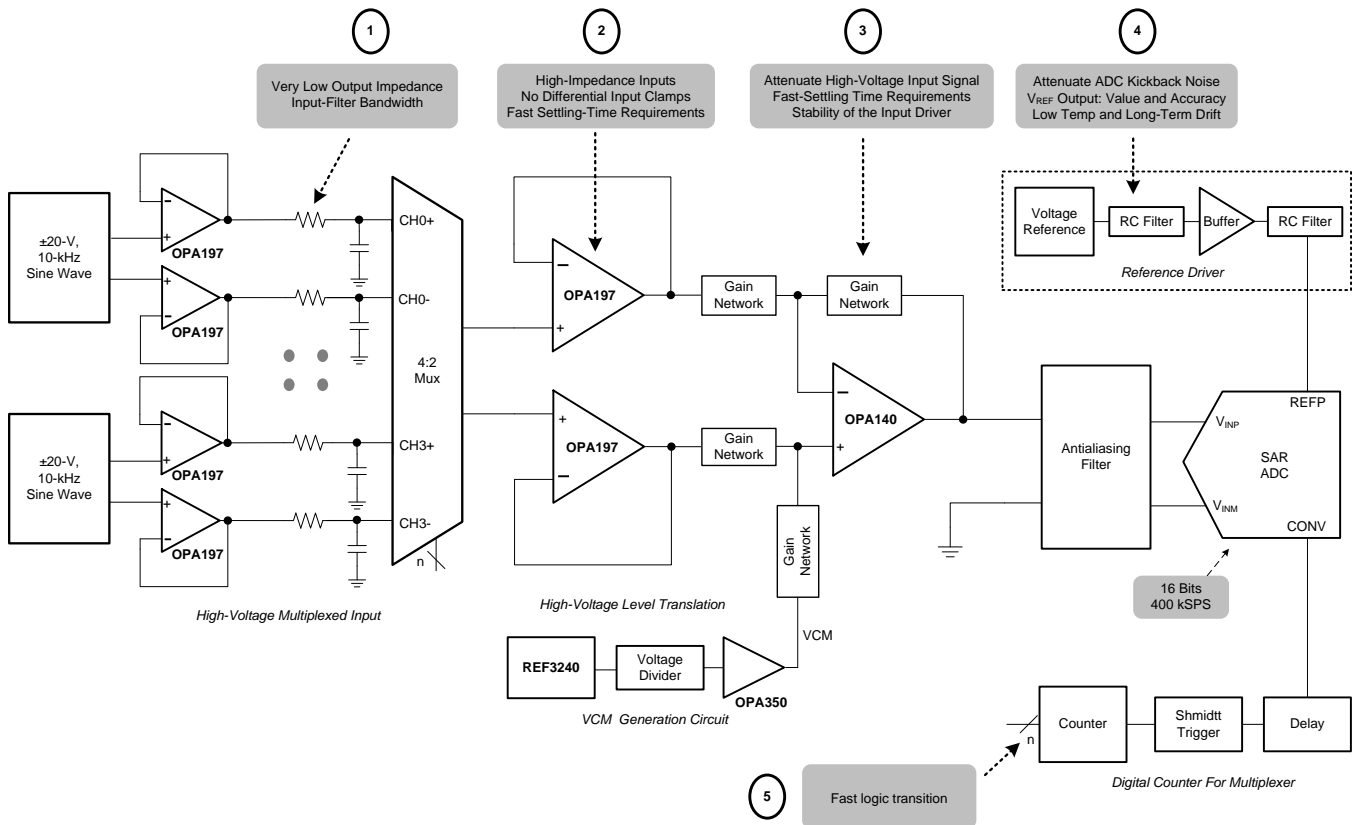 1
2
3
4
Very Low Output Impedance
Input-Filter Bandwidth
High-Impedance Inputs
No Differential Input Clamps
Fast Settling-Time Requirements
Attenuate High-Voltage Input Signal
Fast-Settling Time Requirements
Stability of the Input Driver
Attenuate ADC Kickback Noise
VREF Output: Value and Accuracy
Low Temp and Long-Term Drift
±20-V,
10-kHz
Sine Wave
−
+
OPA197
+
−
OPA197
CH0+
CH0-
4:2
Mux
±20-V,
10-kHz
Sine Wave
−
+
OPA197
+
−
OPA197
CH3+
CH3-
n
High-Voltage Multiplexed Input
−
OPA197
+
+
OPA197
−
High-Voltage Level Translation
Gain
Network
Gain
Network
Gain
Network
Gain
Network
−
OPA140
+
VCM
REF3240
Voltage
Divider
OPA350
VCM Generation Circuit
Voltage
Reference
RC Filter
Buffer
RC Filter
Reference Driver
Antialiasing
Filter
REFP
VINP
SAR
ADC
VINM
CONV
16 Bits
400 kSPS
n
Counter
Shmidtt
Trigger
Delay
Digital Counter For Multiplexer
5
Fast logic transition